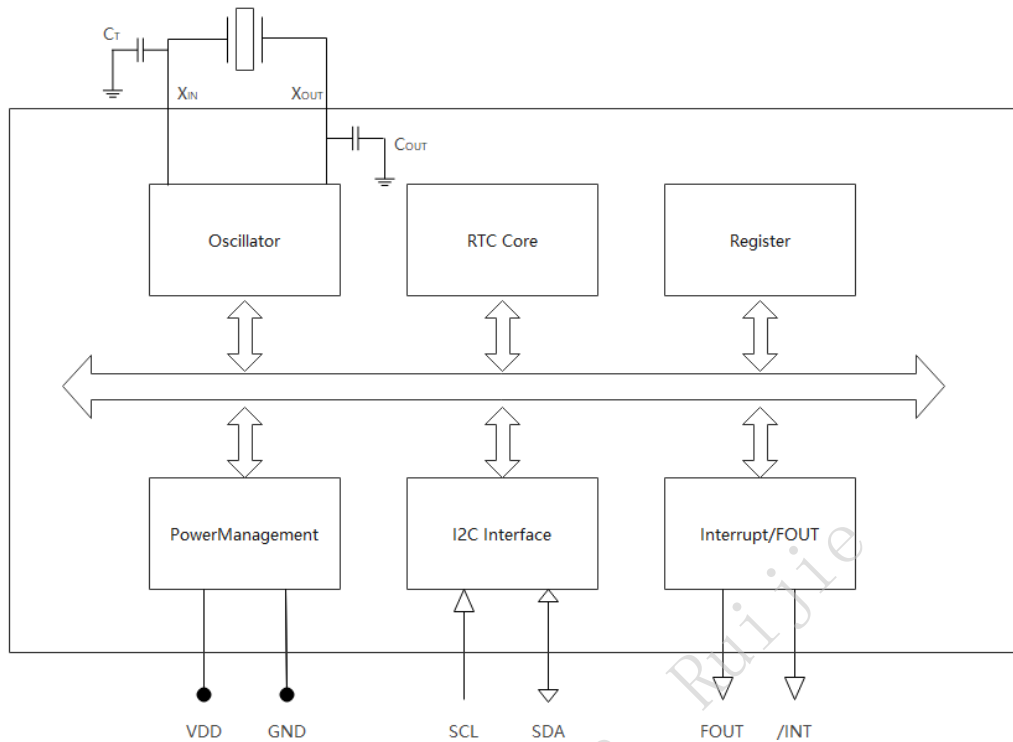 CT
XIN
XOUT
COUT
Oscillator
RTC Core
Register
PowerManagement
I2C Interface
Interrupt/FOUT
Ruijie
VDD
GND
SCL
SDA
FOUT
/INT